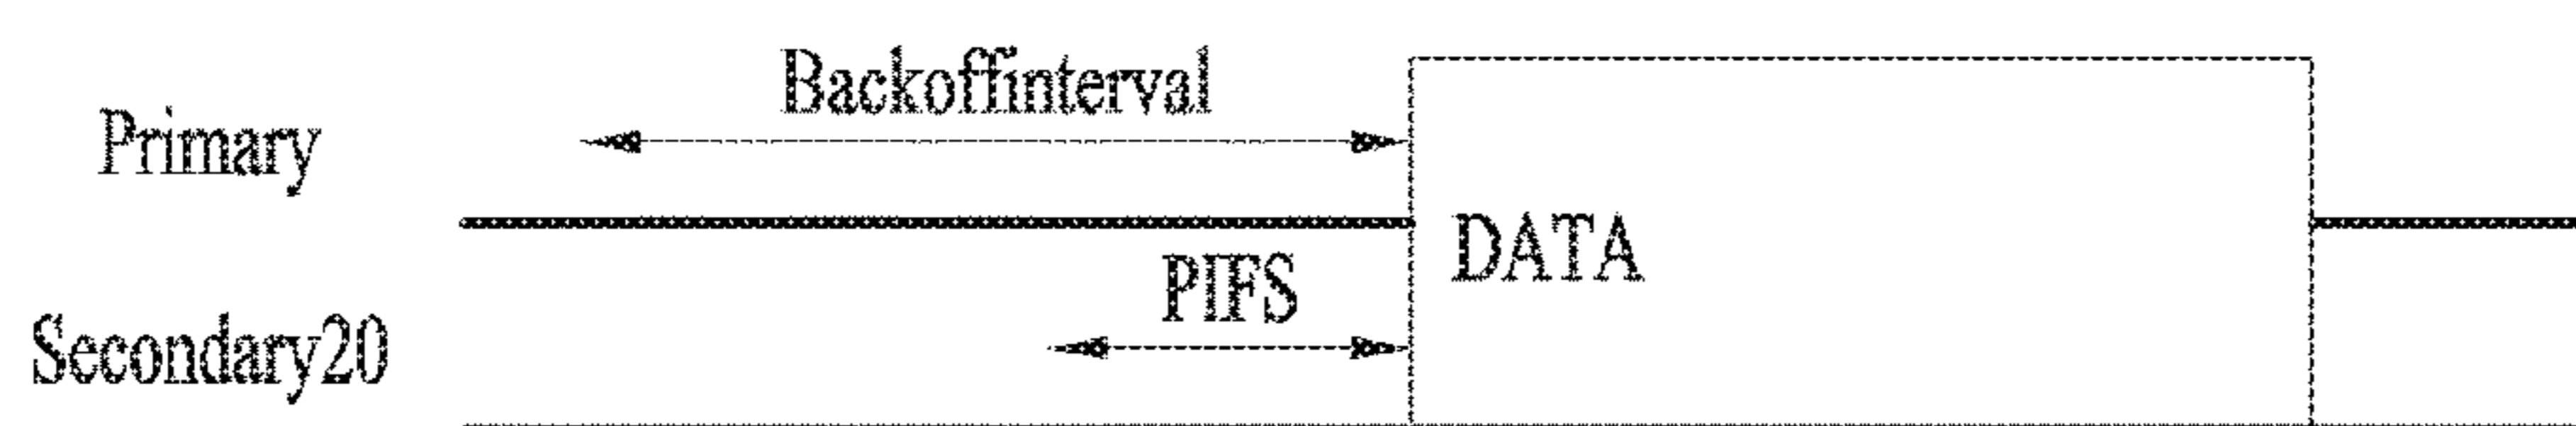 Backoffinterval
Primary
DATA
PIFS
Secondary20